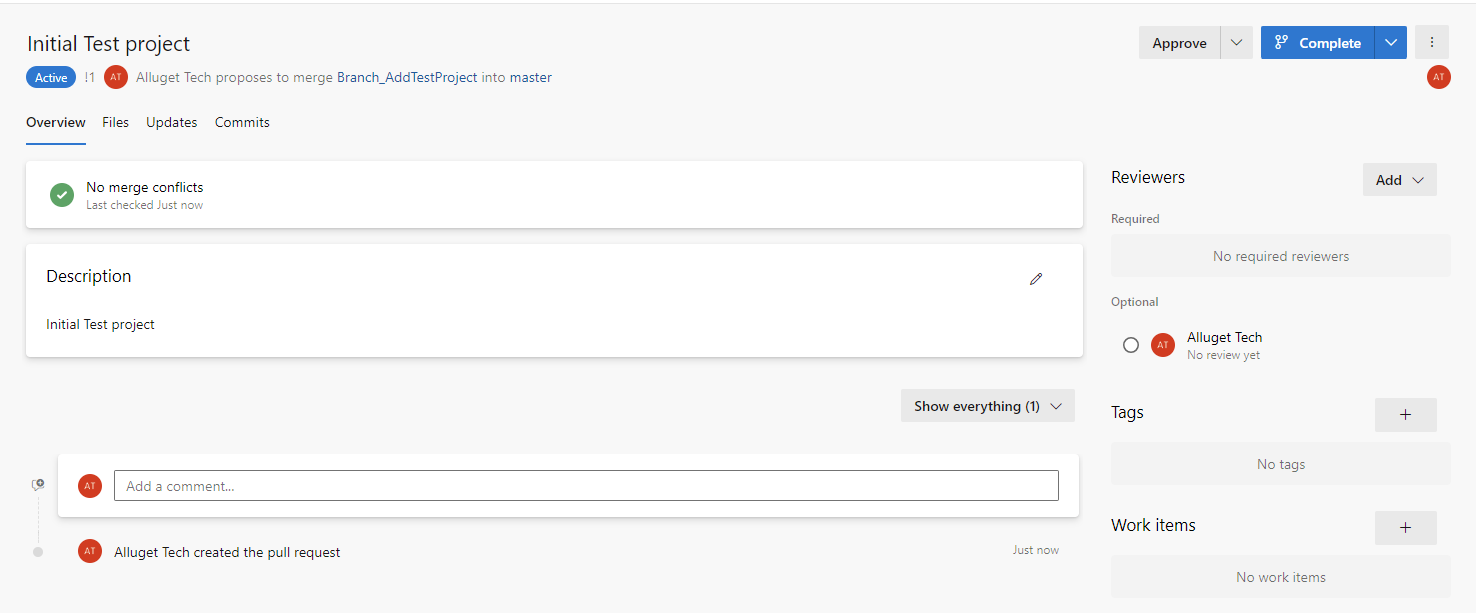 Initial Test project
Approve
Complete
Active !1 AT Alluget Tech proposes to merge Branch_AddTestProject into master
AT
Overview Files Updates Commits
No merge conflicts
Last checked Just now
Description
Initial Test project
Show everything (1)
AT Add a comment...
AT Alluget Tech created the pull request Just now
Reviewers
Add
Required
No required reviewers
Optional
AT Alluget Tech
No review yet
Tags
No tags
Work items
No work items